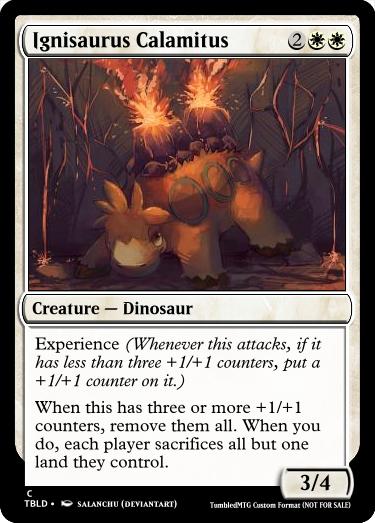 Ignisaurus Calamitus 2
Creature — Dinosaur
Experience (Whenever this attacks, if it
has less than three +1/+1 counters, put a
+1/+1 counter on it.)
When this has three or more +1/+1
counters, remove them all. When you
do, each player sacrifices all but one
land they control.
3/4
C
TBLD • SALANCHU (DEVIANTART)
TumbledMTG Custom Format (NOT FOR SALE)